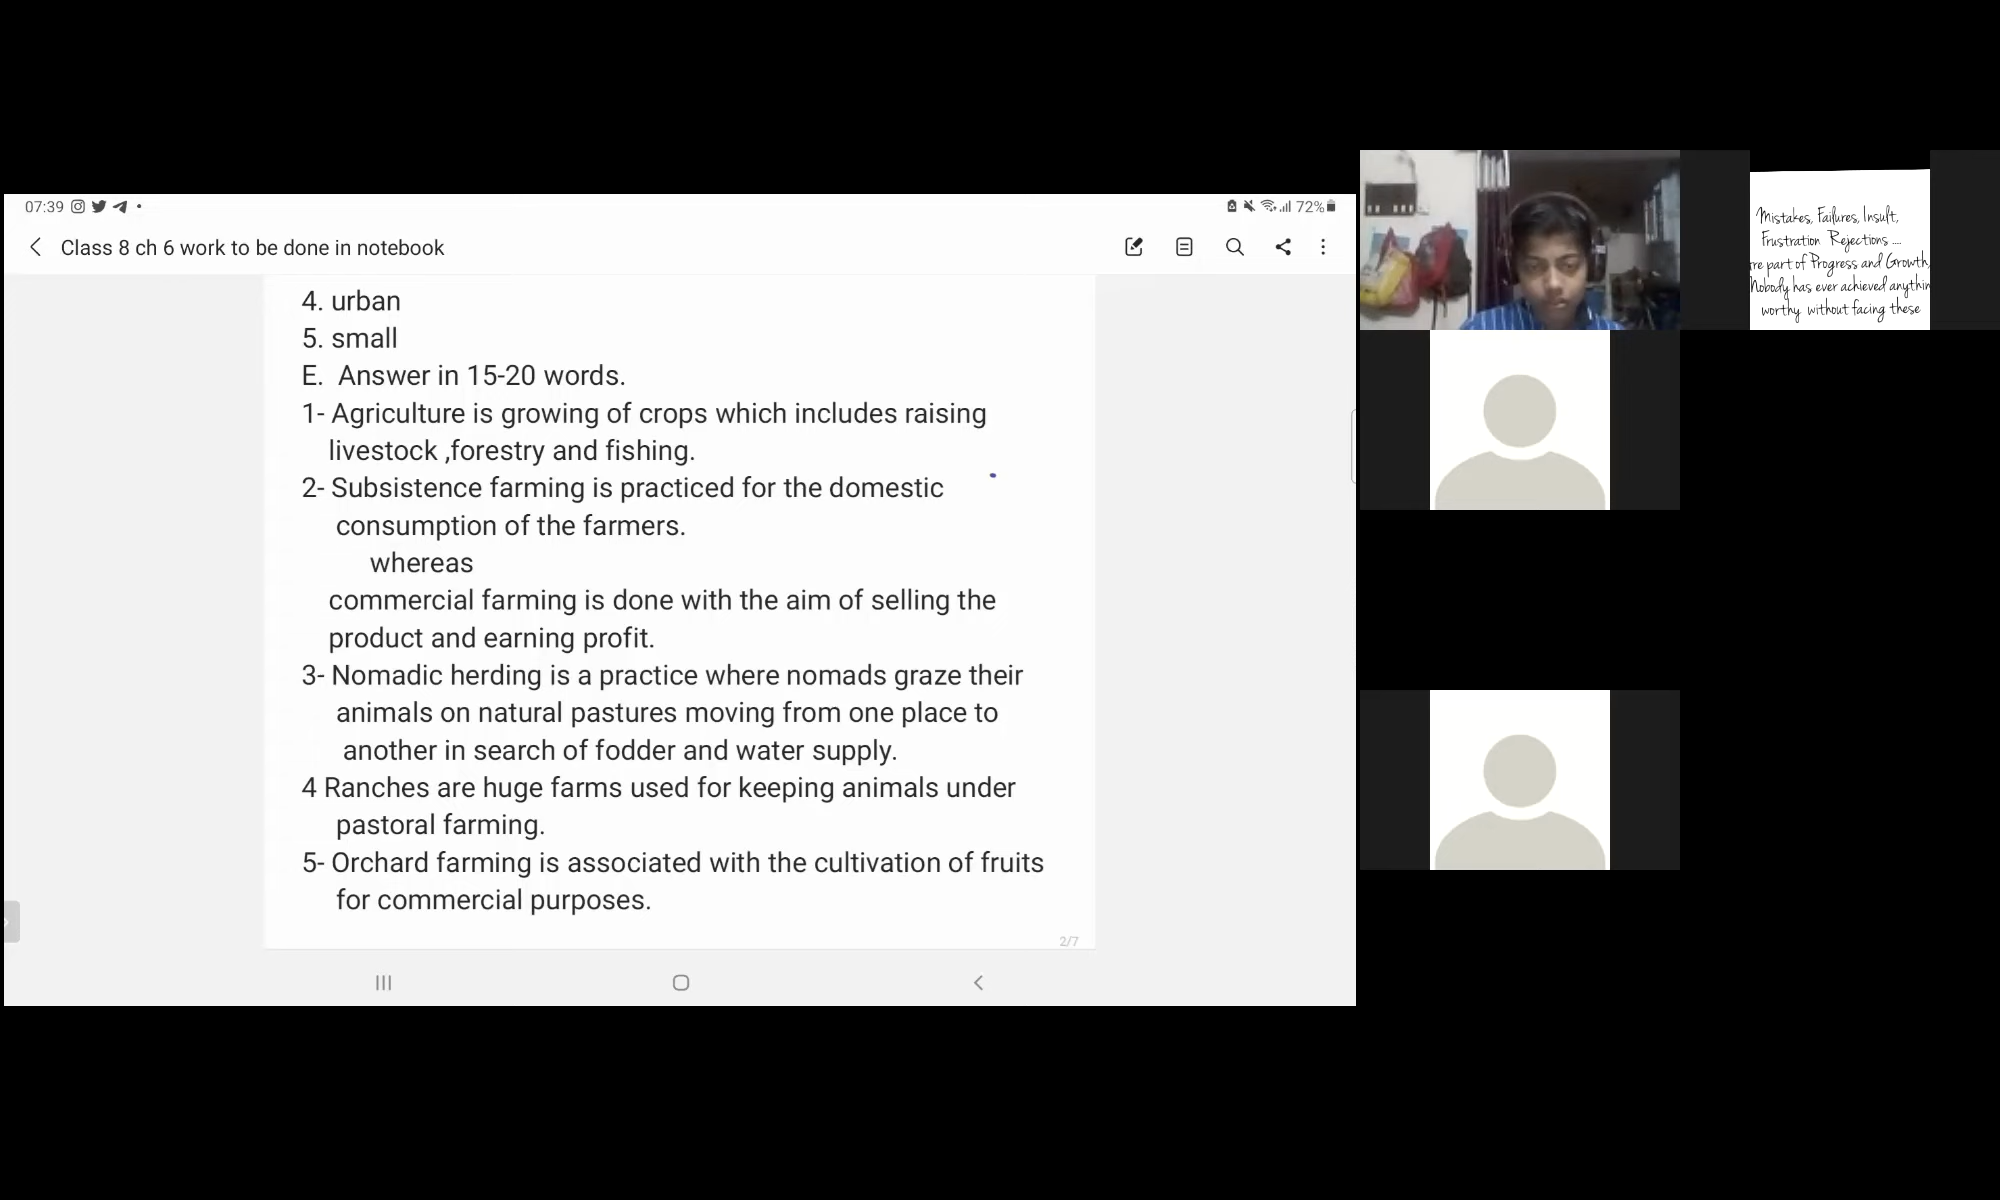 07:39
72%
Class 8 ch 6 work to be done in notebook
4. urban
5. small
E. Answer in 15-20 words.
1- Agriculture is growing of crops which includes raising
livestock ,forestry and fishing.
2- Subsistence farming is practiced for the domestic
consumption of the farmers.
whereas
commercial farming is done with the aim of selling the
product and earning profit.
3- Nomadic herding is a practice where nomads graze their
animals on natural pastures moving from one place to
another in search of fodder and water supply.
4 Ranches are huge farms used for keeping animals under
pastoral farming.
5- Orchard farming is associated with the cultivation of fruits
for commercial purposes.
2/7
Mistakes, Failures, Insult,
Frustration Rejections ....
re part of Progress and Growth,
Nobody has ever achieved anythin
worthy without facing these